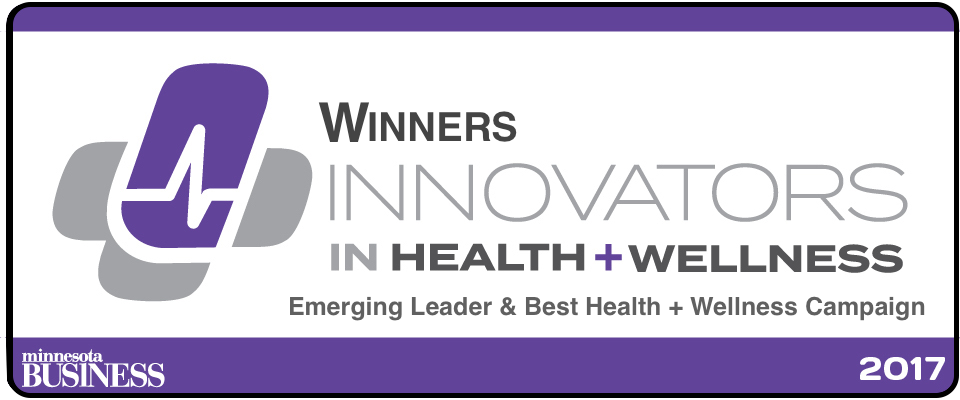 WINNERS
INNOVATORS
IN HEALTH + WELLNESS
Emerging Leader & Best Health + Wellness Campaign
minnesota
BUSINESS
2017